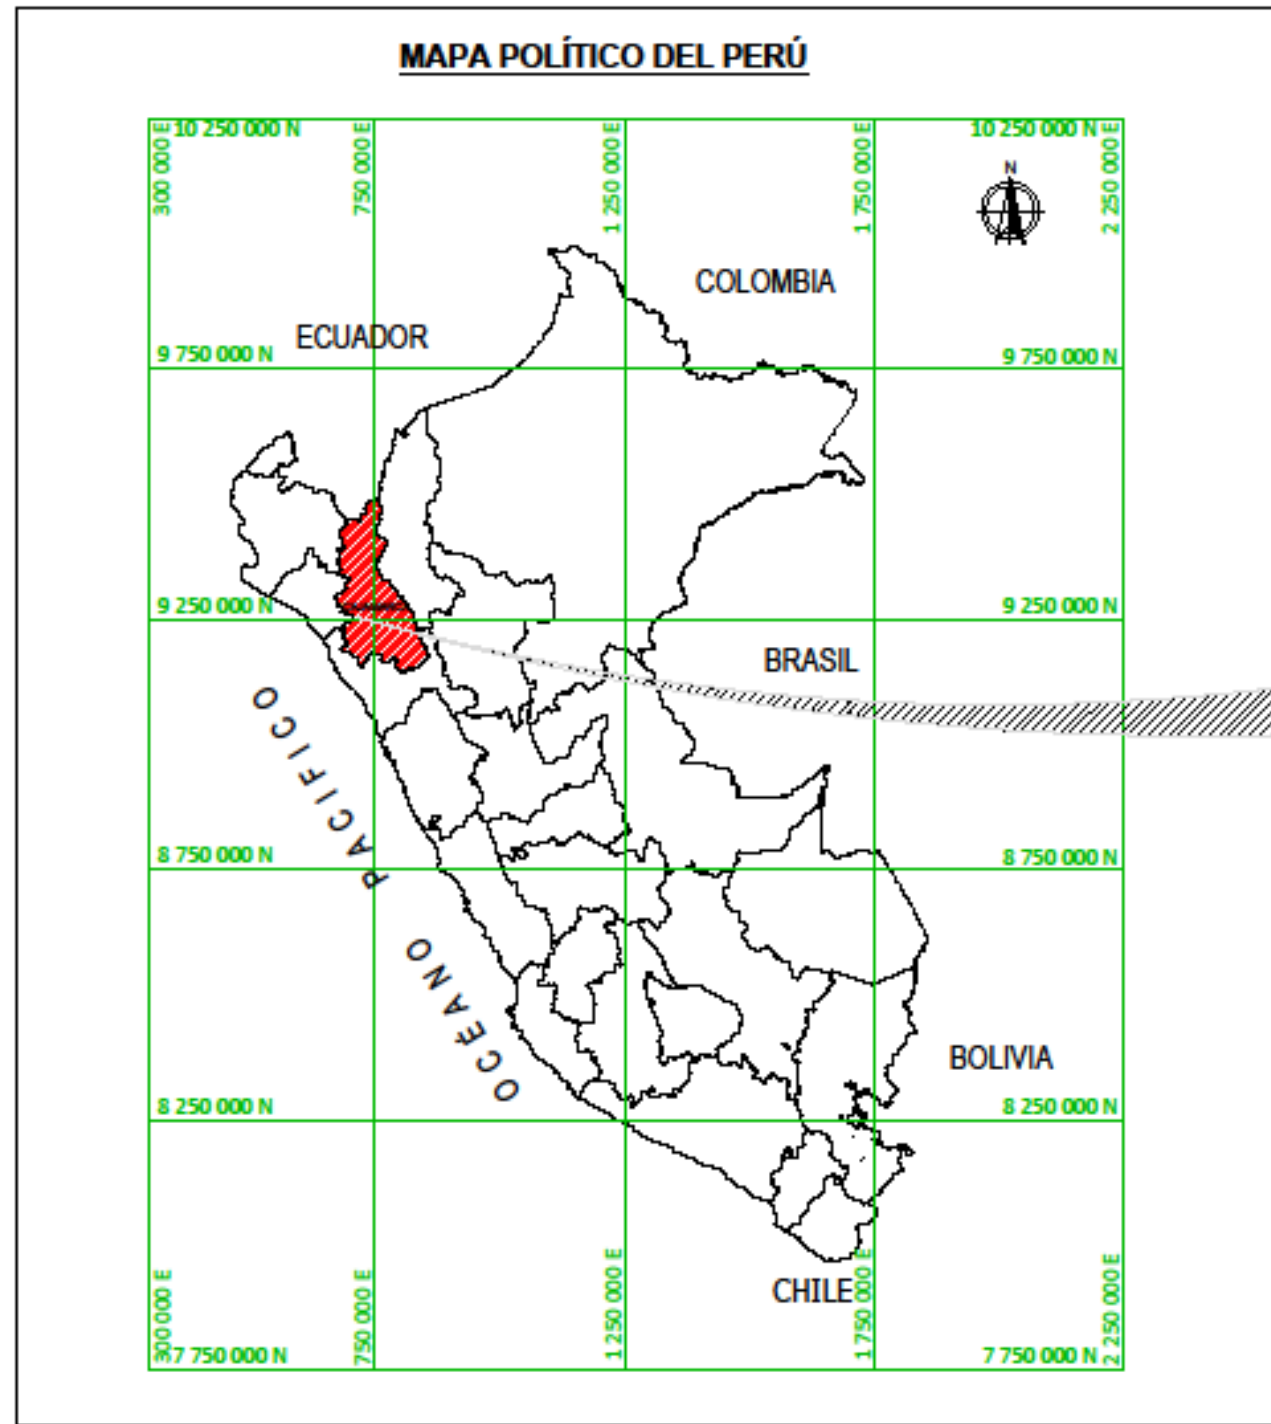 MAPA POLÍTICO DEL PERÚ
10 250 000 N
10 250 000 N
300 000 E
750 000 E
1 250 000 E
1 750 000 E
2 250 000 E
N
COLOMBIA
ECUADOR
9 750 000 N
9 750 000 N
9 250 000 N
9 250 000 N
BRASIL
OCÉANO PACIFICO
8 750 000 N
8 750 000 N
BOLIVIA
8 250 000 N
8 250 000 N
CHILE
300 000 E
750 000 E
1 250 000 E
1 750 000 E
2 250 000 E
7 750 000 N
7 750 000 N